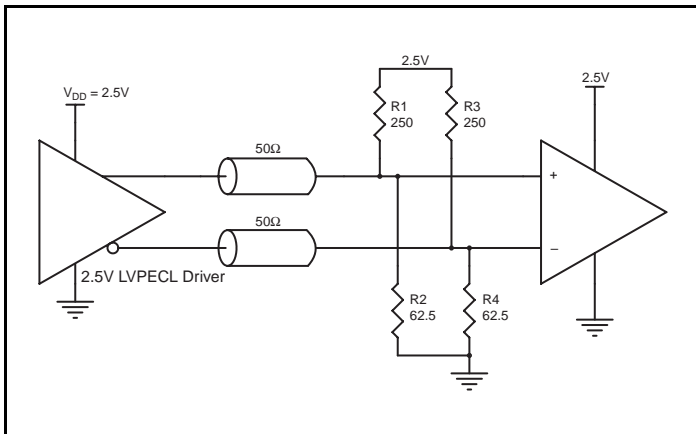 2.5V
V_DD = 2.5V
2.5V
R1
250
R3
250
50Ω
+
50Ω
–
2.5V LVPECL Driver
R2
62.5
R4
62.5